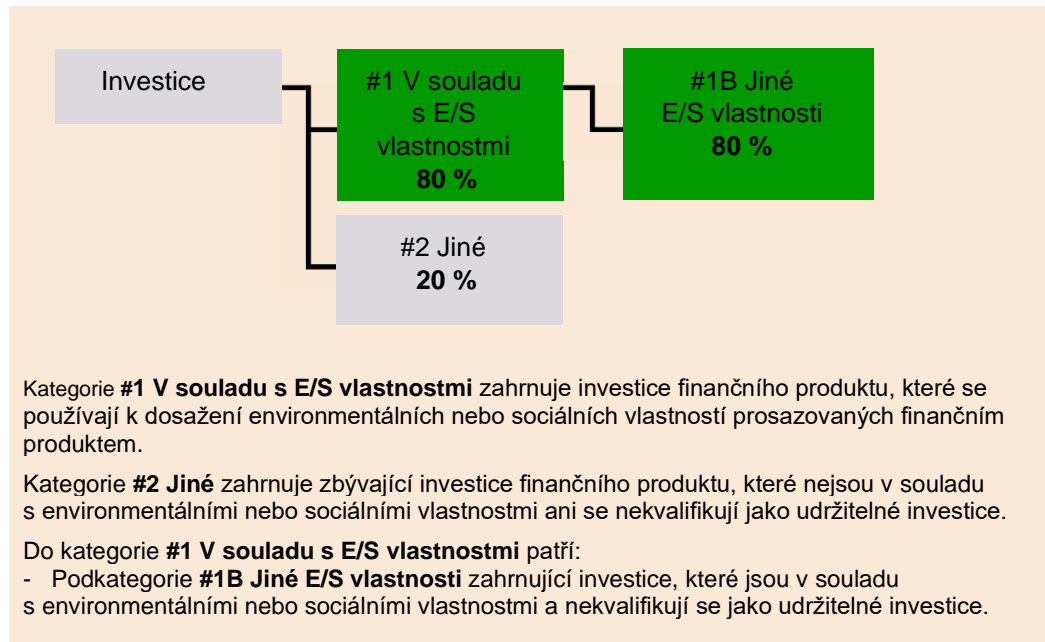 Investice
#1 V souladu
s E/S
vlastnostmi
80 %
#1B Jiné
E/S vlastnosti
80 %
#2 Jiné
20 %
Kategorie #1 V souladu s E/S vlastnostmi zahrnuje investice finančního produktu, které se
používají k dosažení environmentálních nebo sociálních vlastností prosazovaných finančním
produktem.
Kategorie #2 Jiné zahrnuje zbývající investice finančního produktu, které nejsou v souladu
s environmentálními nebo sociálními vlastnostmi ani se nekvalifikují jako udržitelné investice.
Do kategorie #1 V souladu s E/S vlastnostmi patří:
- Podkategorie #1B Jiné E/S vlastnosti zahrnující investice, které jsou v souladu
s environmentálními nebo sociálními vlastnostmi a nekvalifikují se jako udržitelné investice.